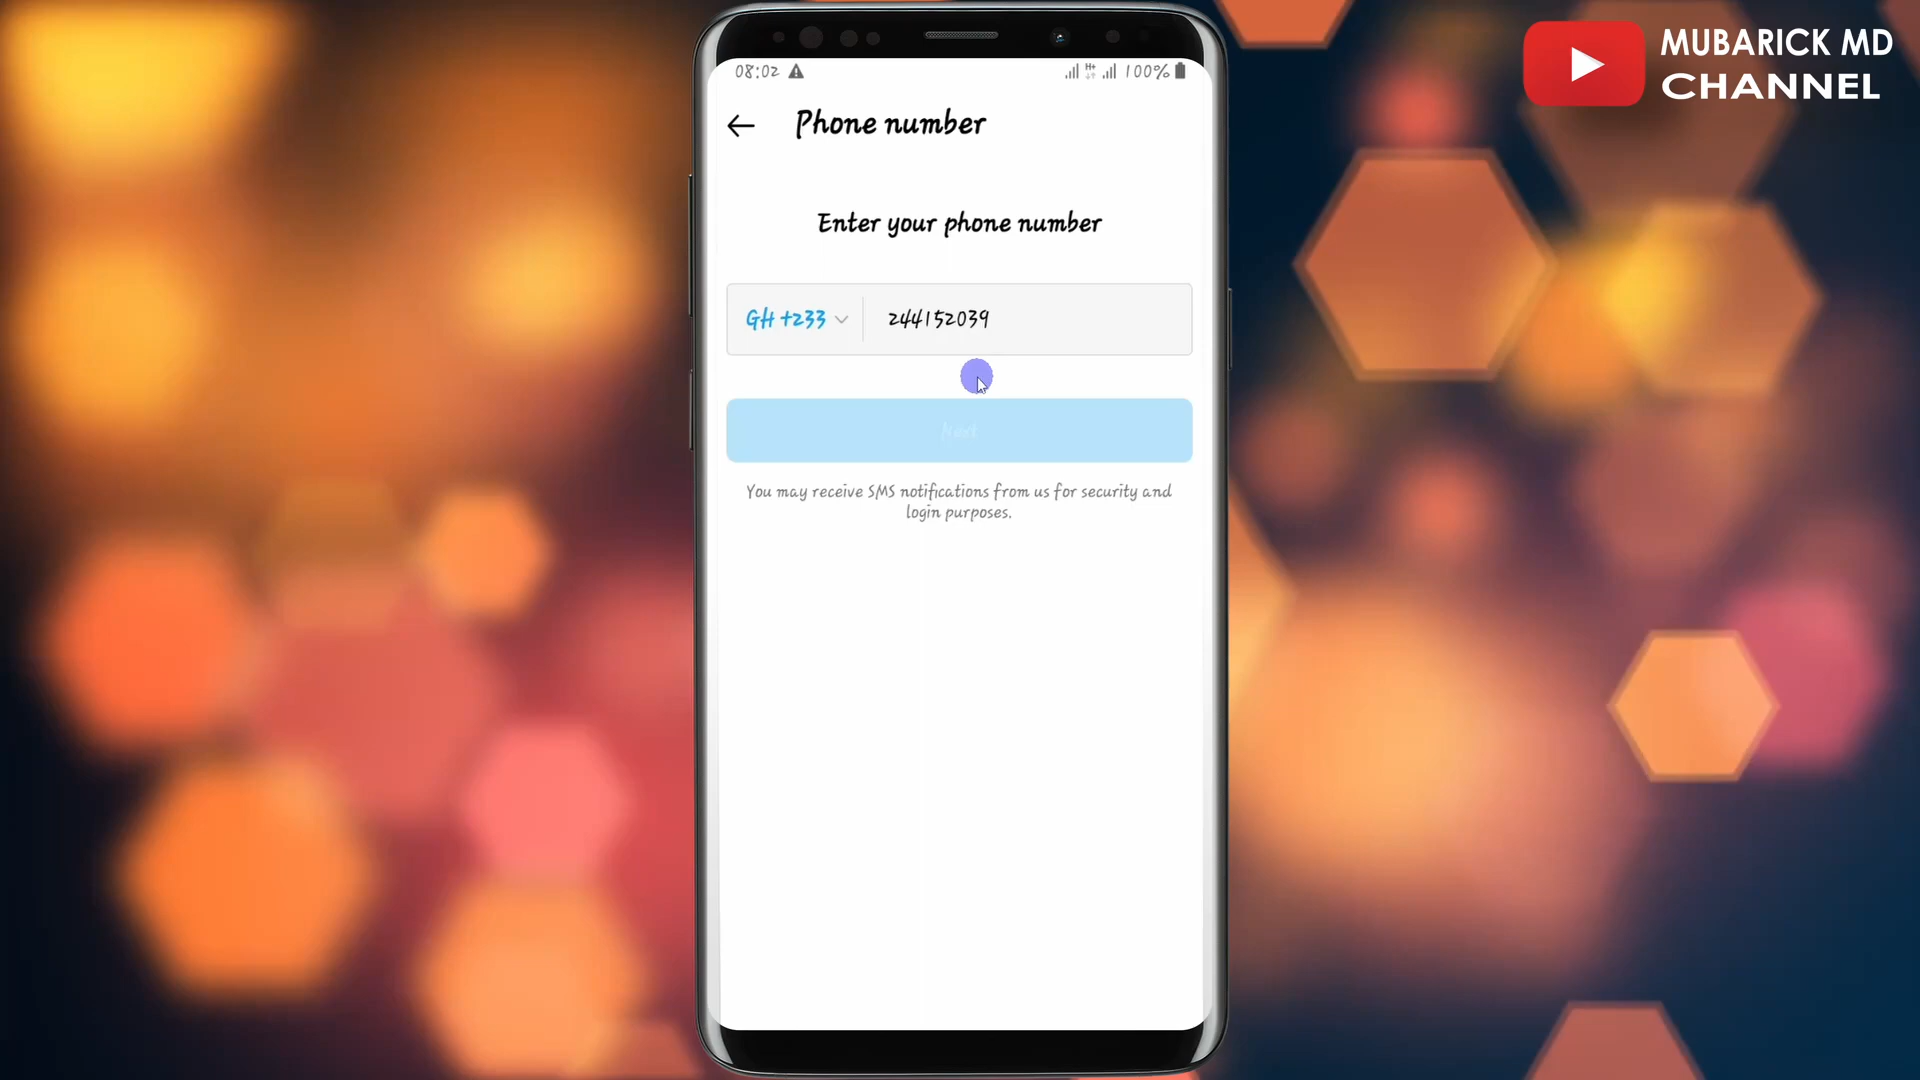 MUBARICK MD
CHANNEL
08:02 H+ 100%
Phone number
Enter your phone number
GH +233 244152039
Next
You may receive SMS notifications from us for security and
login purposes.